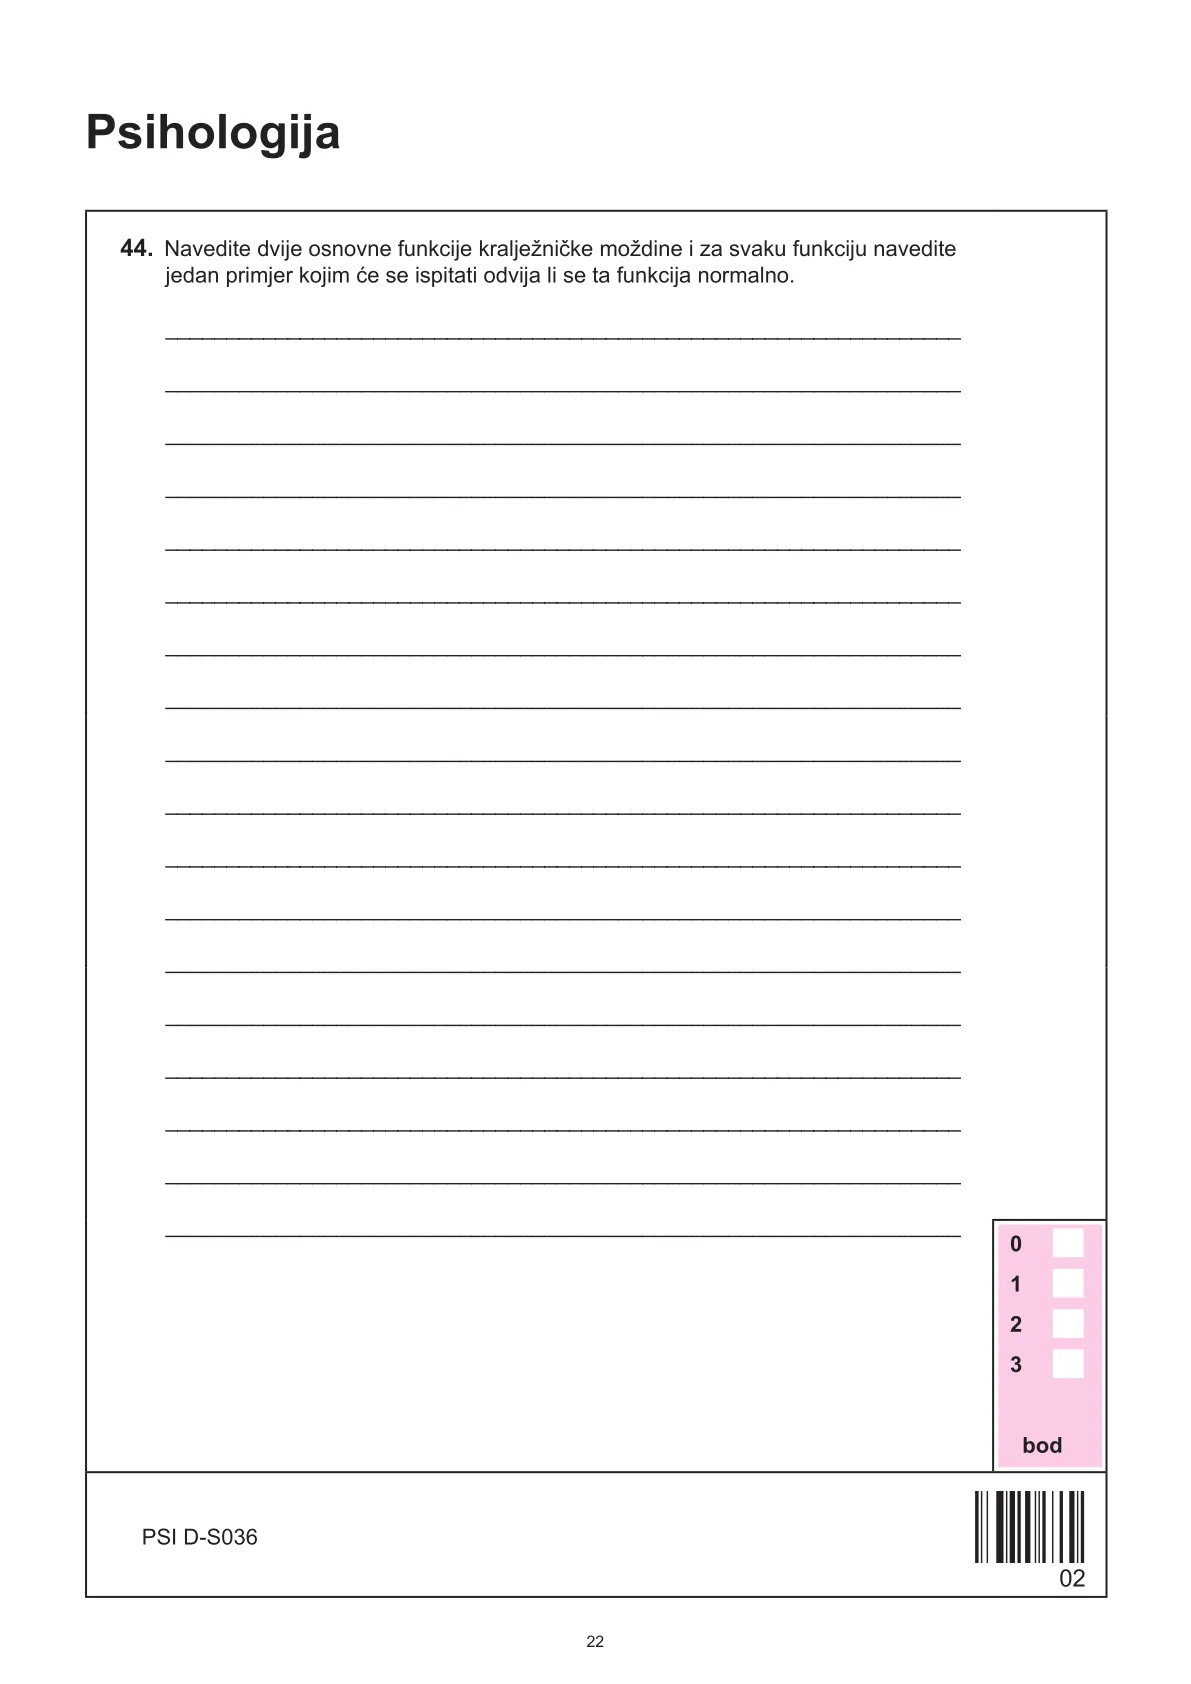 Psihologija
44. Navedite dvije osnovne funkcije kralježničke moždine i za svaku funkciju navedite
jedan primjer kojim će se ispitati odvija li se ta funkcija normalno.
0
1
2
3
bod
PSI D-S036
02
22